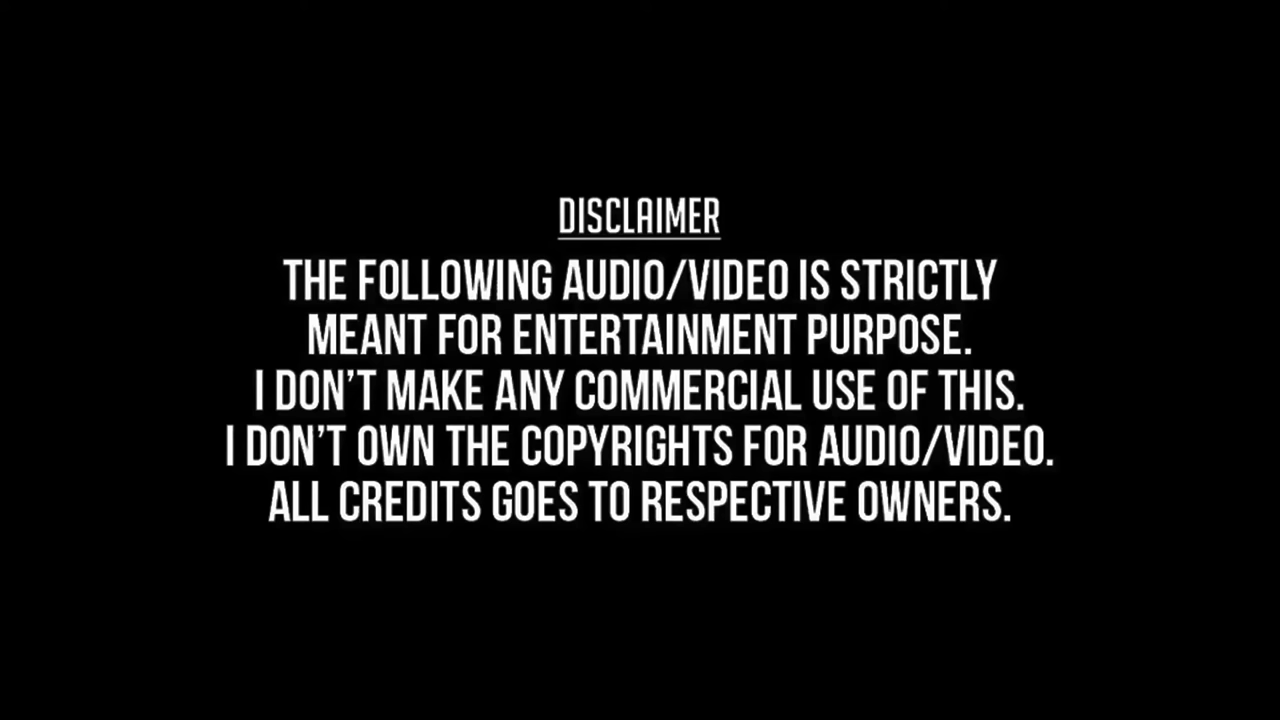 DISCLAIMER
THE FOLLOWING AUDIO/VIDEO IS STRICTLY
MEANT FOR ENTERTAINMENT PURPOSE.
I DON’T MAKE ANY COMMERCIAL USE OF THIS.
I DON’T OWN THE COPYRIGHTS FOR AUDIO/VIDEO.
ALL CREDITS GOES TO RESPECTIVE OWNERS.